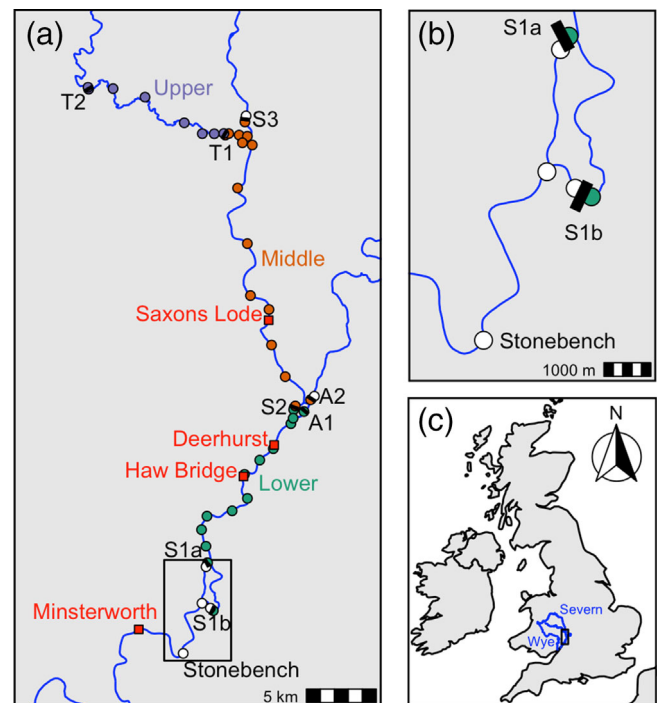 (a)
T2
Upper
S3
T1
Middle
Saxons Lode
A2
S2
A1
Deerhurst
Haw Bridge
Lower
S1a
S1b
Minsterworth
Stonebench
5 km
(b)
S1a
S1b
Stonebench
1000 m
(c)
N
Severn
Wye